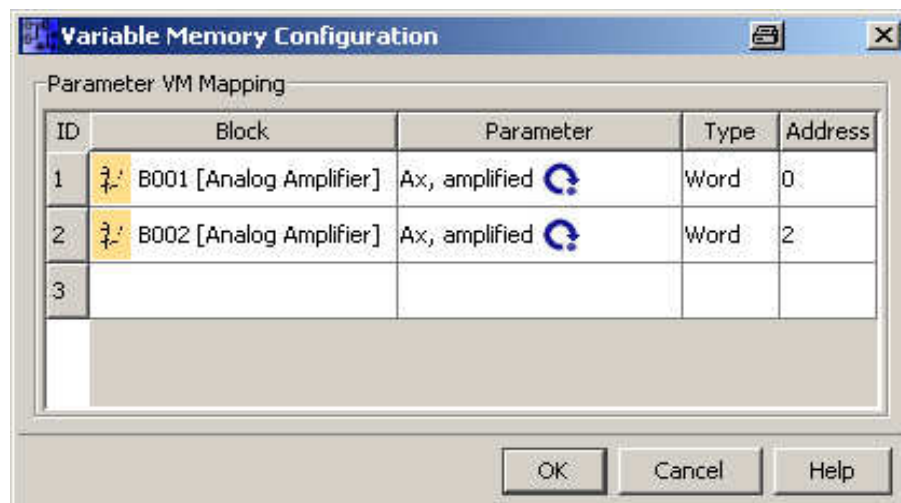 Variable Memory Configuration
Parameter VM Mapping
ID Block Parameter Type Address
1 B001 [Analog Amplifier] Ax, amplified Word 0
2 B002 [Analog Amplifier] Ax, amplified Word 2
3
OK Cancel Help